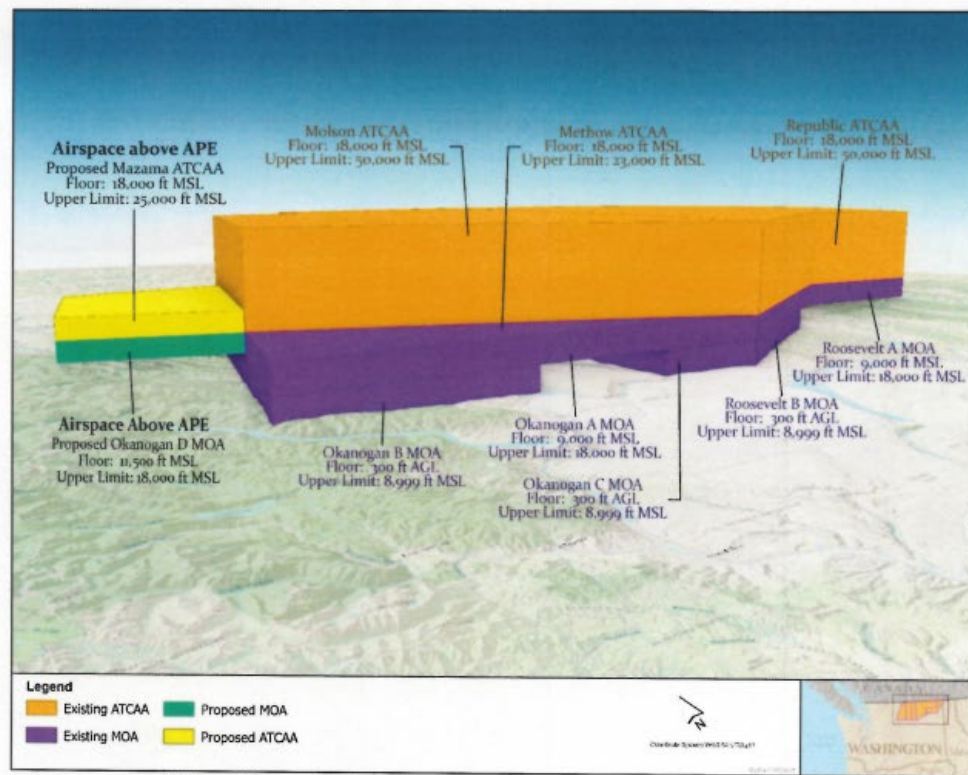 Airspace above APE
Proposed Mazama ATCAA
Floor: 18,000 ft MSL
Upper Limit: 25,000 ft MSL
Molson ATCAA
Floor: 18,000 ft MSL
Upper Limit: 50,000 ft MSL
Methow ATCAA
Floor: 18,000 ft MSL
Upper Limit: 23,000 ft MSL
Republic ATCAA
Floor: 18,000 ft MSL
Upper Limit: 50,000 ft MSL
Airspace Above APE
Proposed Okanogan D MOA
Floor: 11,500 ft MSL
Upper Limit: 18,000 ft MSL
Okanogan B MOA
Floor: 300 ft AGL
Upper Limit: 8,999 ft MSL
Okanogan A MOA
Floor: 9,000 ft MSL
Upper Limit: 18,000 ft MSL
Okanogan C MOA
Floor: 300 ft AGL
Upper Limit: 8,999 ft MSL
Roosevelt B MOA
Floor: 300 ft AGL
Upper Limit: 8,999 ft MSL
Roosevelt A MOA
Floor: 9,000 ft MSL
Upper Limit: 18,000 ft MSL
Legend
Existing ATCAA
Proposed MOA
Existing MOA
Proposed ATCAA
N
CANADA
WASHINGTON